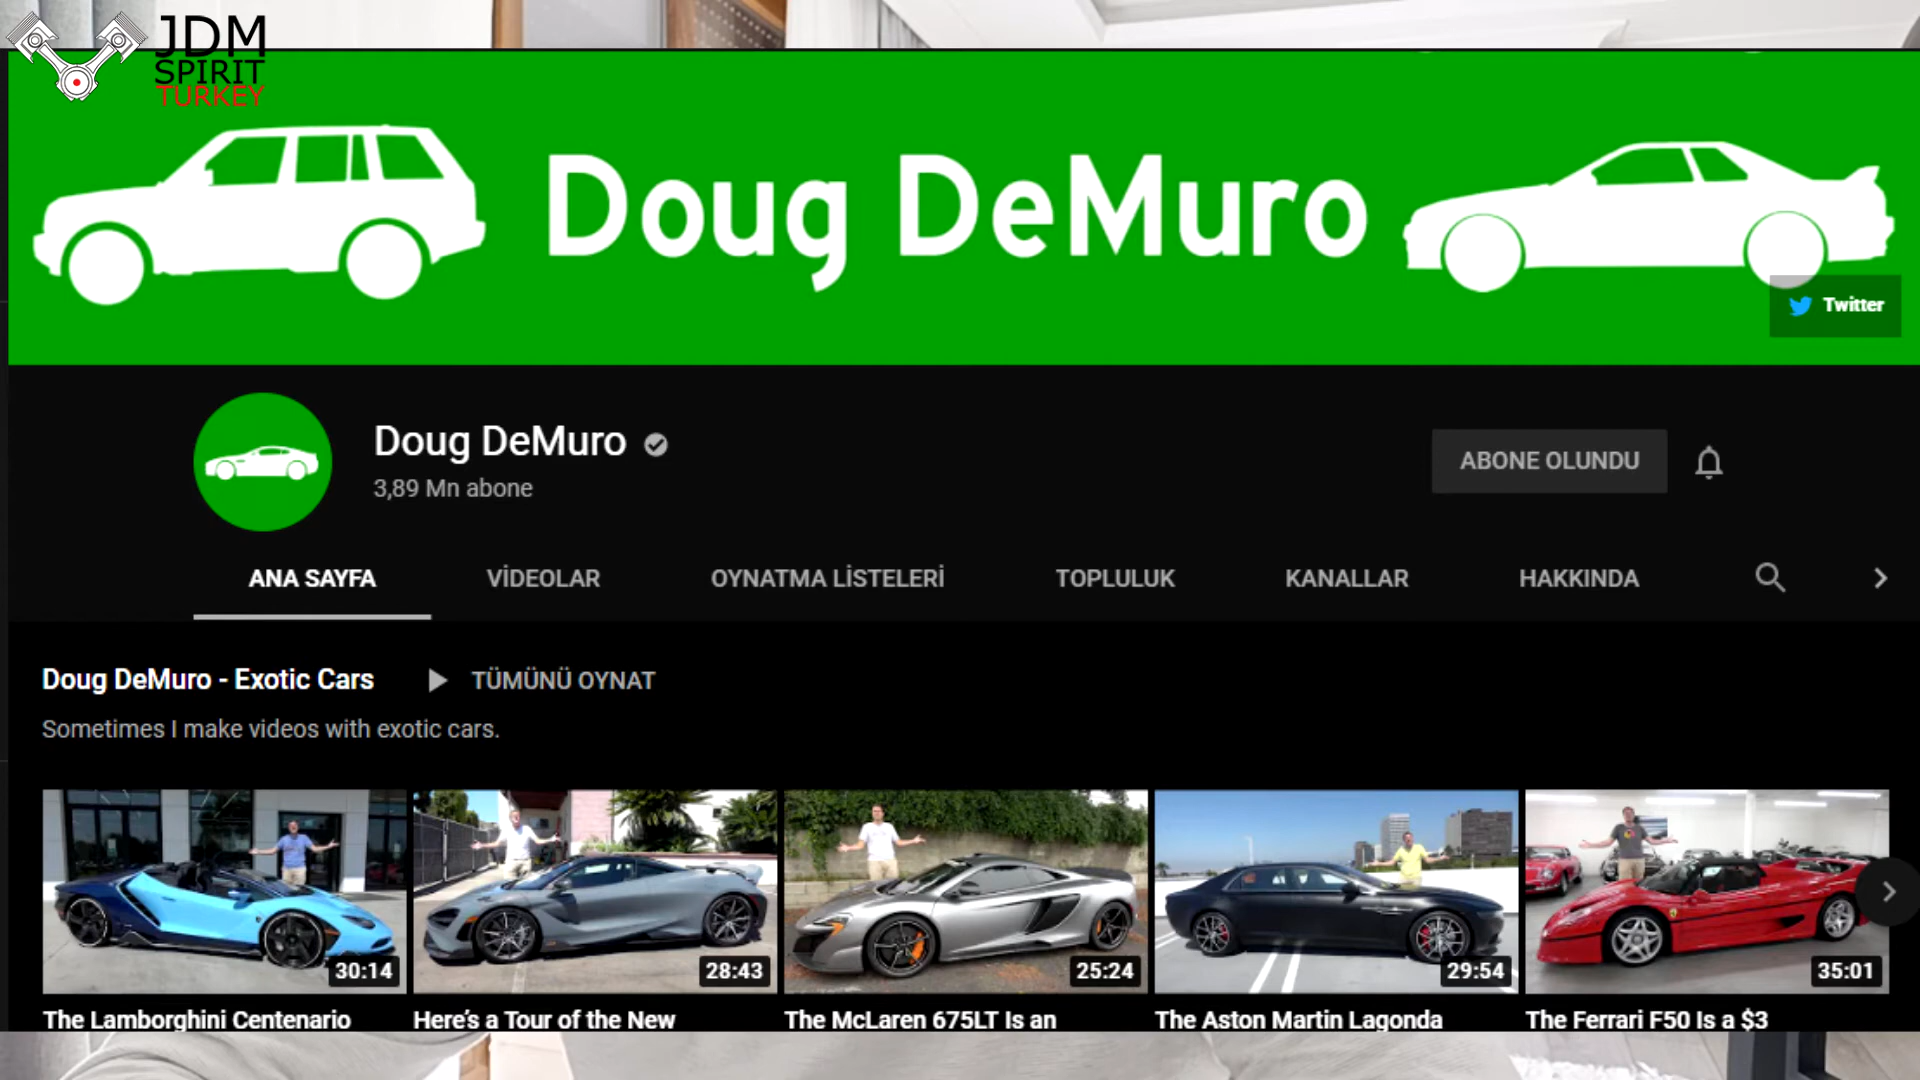 JDM
SPIRIT
TURKEY
Doug DeMuro
Twitter
Doug DeMuro
3,89 Mn abone
ABONE OLUNDU
ANA SAYFA
VİDEOLAR
OYNATMA LİSTELERİ
TOPLULUK
KANALLAR
HAKKINDA
Doug DeMuro - Exotic Cars
TÜMÜNÜ OYNAT
Sometimes I make videos with exotic cars.
30:14
28:43
25:24
29:54
35:01
The Lamborghini Centenario
Here's a Tour of the New
The McLaren 675LT Is an
The Aston Martin Lagonda
The Ferrari F50 Is a $3